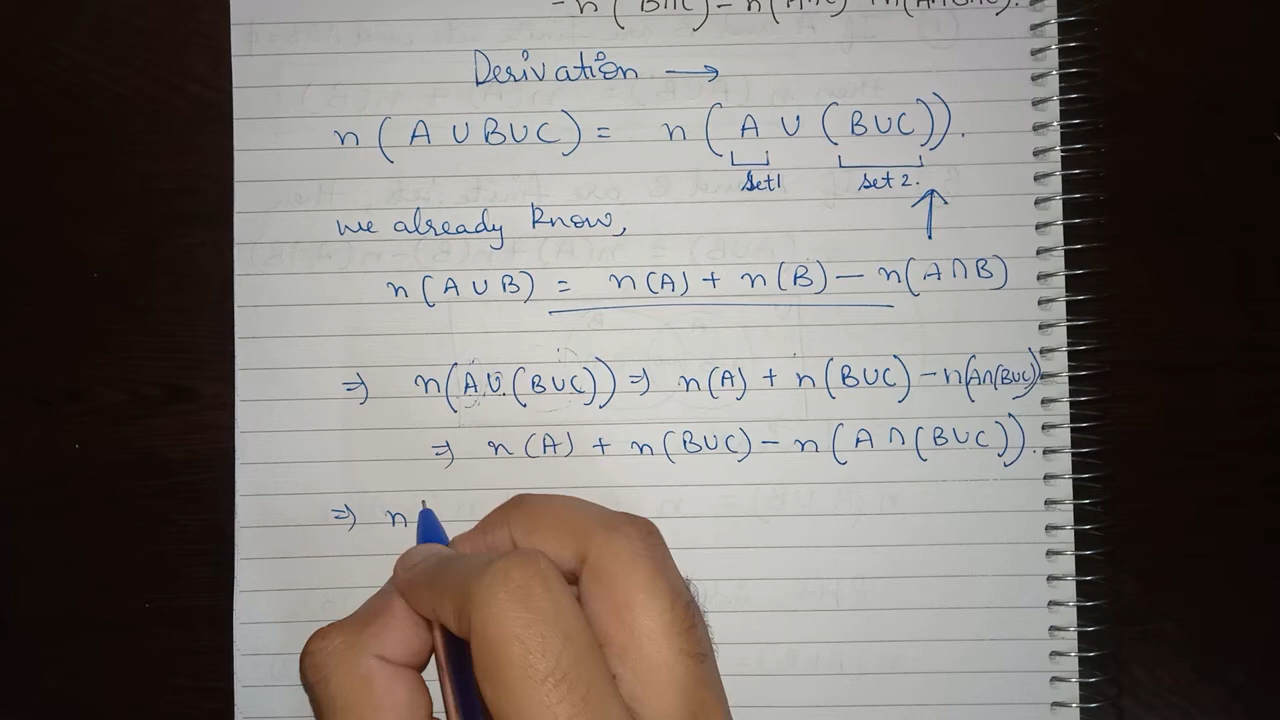 - n(B∩C) - n(A∩C) + n(A∩B∩C).
Derivation →
n(A∪B∪C) = n(A ∪ (B∪C)).
Set1 Set 2.
we already know,
n(A∪B) = n(A) + n(B) - n(A∩B)
⇒ n(A∪(B∪C)) ⇒ n(A) + n(B∪C) - n(A∩(B∪C))
⇒ n(A) + n(B∪C) - n(A∩(B∪C)).
⇒ n